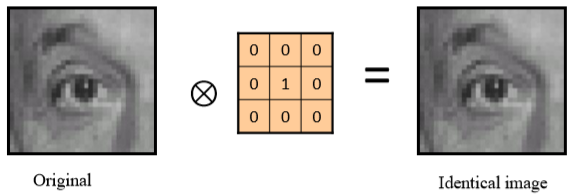 0 0 0
0 1 0
0 0 0
=
Original
Identical image